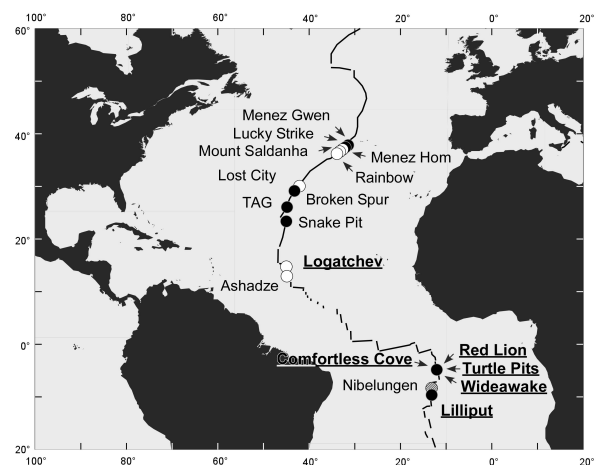 100° 80° 60° 40° 20° 0° 20°
60°
Menez Gwen
Lucky Strike
40°
Mount Saldanha
Menez Hom
Rainbow
Lost City
Broken Spur
TAG
20°
Snake Pit
Logatchev
Ashadze
0°
Red Lion
Comfortless Cove
Turtle Pits
Wideawake
Nibelungen
Lilliput
20°
100° 80° 60° 40° 20° 0° 20°